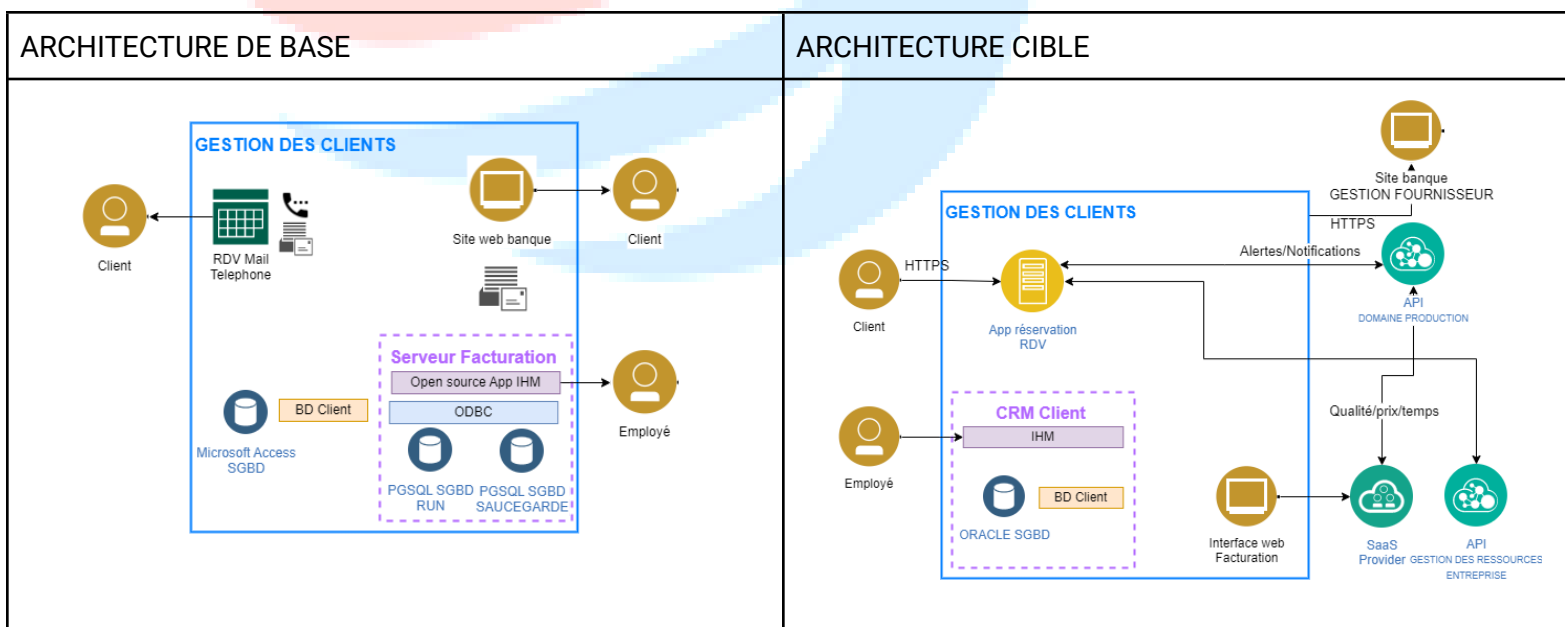 ARCHITECTURE DE BASE
GESTION DES CLIENTS
Client
RDV Mail
Telephone
Site web banque
Client
Serveur Facturation
Open source App IHM
ODBC
PGSQL SGBD
RUN
PGSQL SGBD
SAUCEGARDE
Employé
BD Client
Microsoft Access
SGBD
ARCHITECTURE CIBLE
Site banque
GESTION FOURNISSEUR
HTTPS
GESTION DES CLIENTS
Alertes/Notifications
API
DOMAINE PRODUCTION
HTTPS
Client
App réservation
RDV
Qualité/prix/temps
CRM Client
IHM
Employé
BD Client
ORACLE SGBD
Interface web
Facturation
SaaS
Provider
API
GESTION DES RESSOURCES
ENTREPRISE